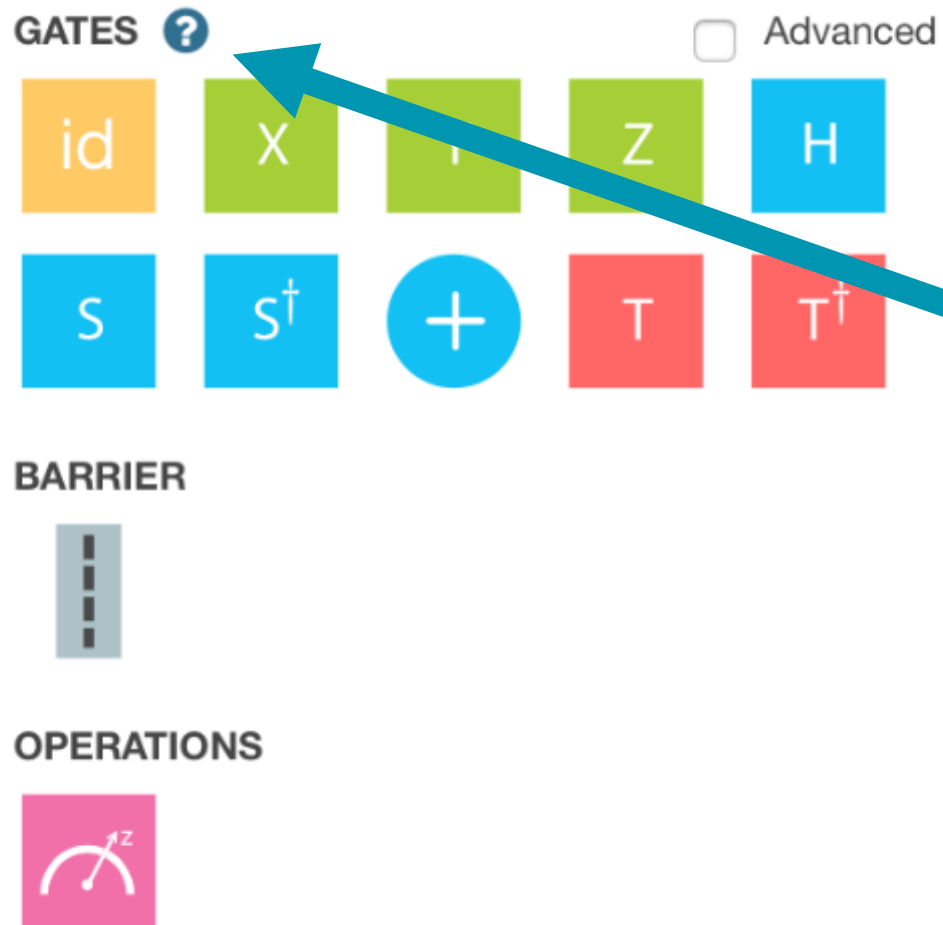 GATES ? Advanced
id X Z H
S S† + T T†
BARRIER
OPERATIONS
z